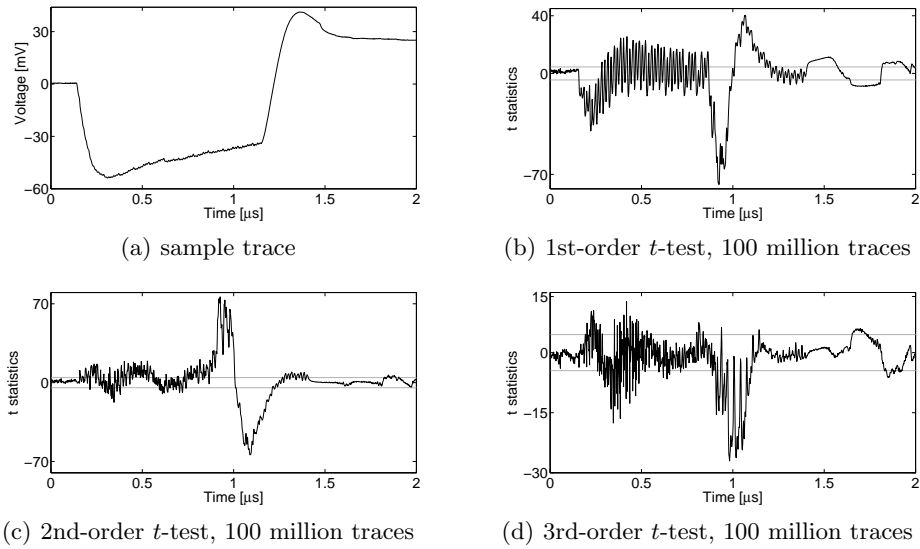 30
0
−30
−60
Voltage [mV]
0
0.5
1
1.5
2
Time [µs]
(a) sample trace
40
0
−70
t statistics
0
0.5
1
1.5
2
Time [µs]
(b) 1st-order t-test, 100 million traces
70
0
−70
t statistics
0
0.5
1
1.5
2
Time [µs]
(c) 2nd-order t-test, 100 million traces
15
0
−15
−30
t statistics
0
0.5
1
1.5
2
Time [µs]
(d) 3rd-order t-test, 100 million traces